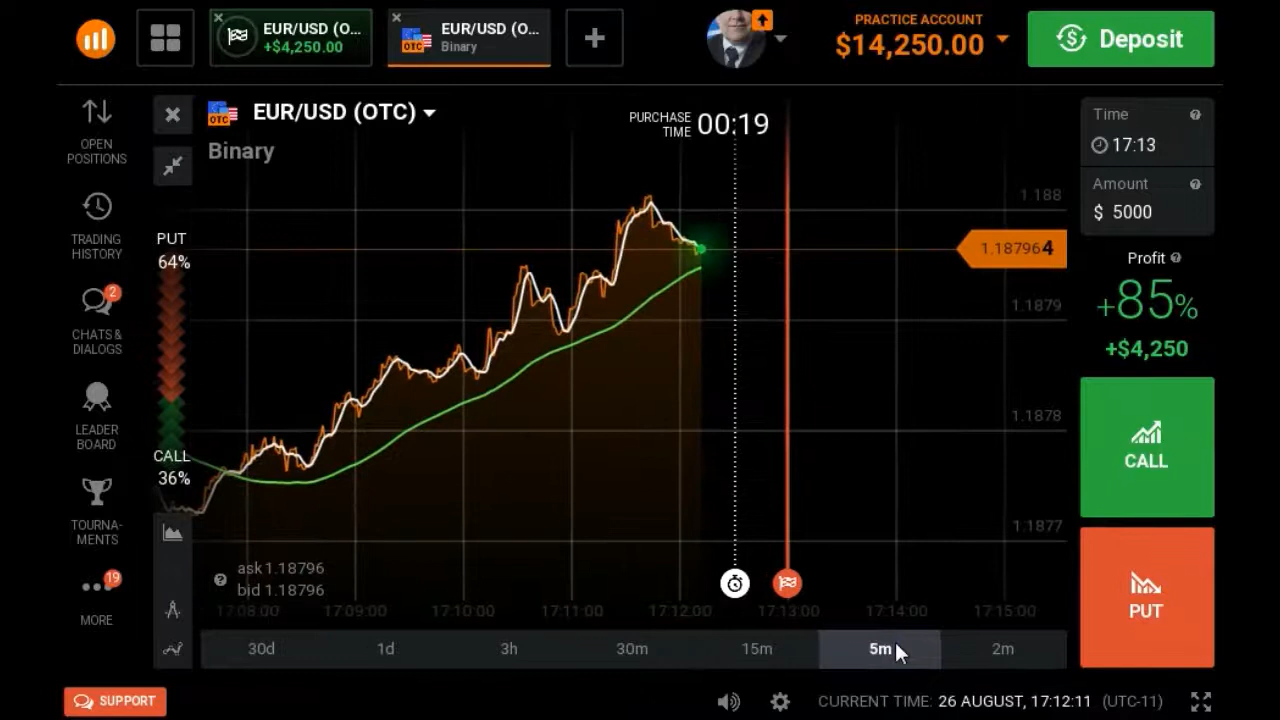 EUR/USD (O...
+$4,250.00
EUR/USD (O...
OTC
Binary
+
PRACTICE ACCOUNT
$14,250.00
Deposit
OPEN
POSITIONS
TRADING
HISTORY
2
CHATS &
DIALOGS
LEADER
BOARD
TOURNA-
MENTS
19
MORE
OTC
EUR/USD (OTC)
Binary
PURCHASE
TIME
00:19
PUT
64%
CALL
36%
1.188
1.187964
1.1879
1.1878
1.1877
ask 1.18796
bid 1.18796
17:08:00
17:09:00
17:10:00
17:11:00
17:12:00
17:13:00
17:14:00
17:15:00
30d
1d
3h
30m
15m
5m
2m
Time
17:13
Amount
$ 5000
Profit
+85%
+$4,250
CALL
PUT
SUPPORT
CURRENT TIME: 26 AUGUST, 17:12:11 (UTC-11)